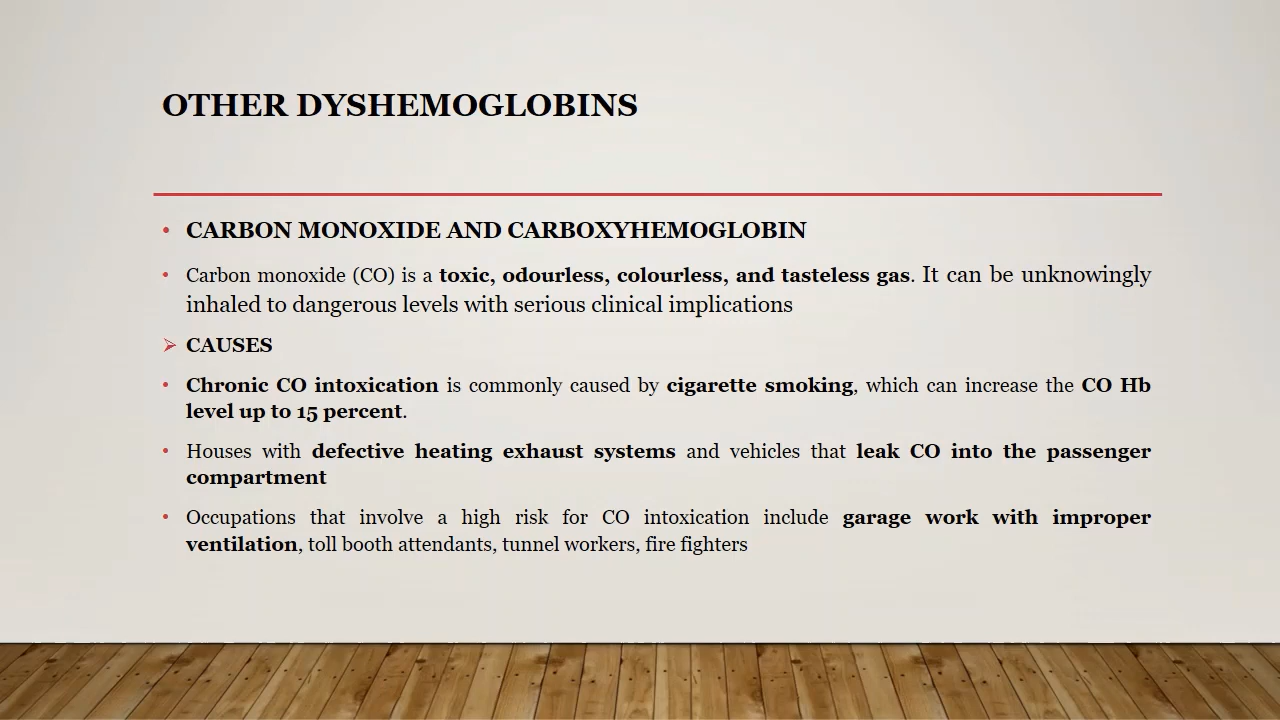 OTHER DYSHEMOGLOBINS
• CARBON MONOXIDE AND CARBOXYHEMOGLOBIN
• Carbon monoxide (CO) is a toxic, odourless, colourless, and tasteless gas. It can be unknowingly
inhaled to dangerous levels with serious clinical implications
➢ CAUSES
• Chronic CO intoxication is commonly caused by cigarette smoking, which can increase the CO Hb
level up to 15 percent.
• Houses with defective heating exhaust systems and vehicles that leak CO into the passenger
compartment
• Occupations that involve a high risk for CO intoxication include garage work with improper
ventilation, toll booth attendants, tunnel workers, fire fighters